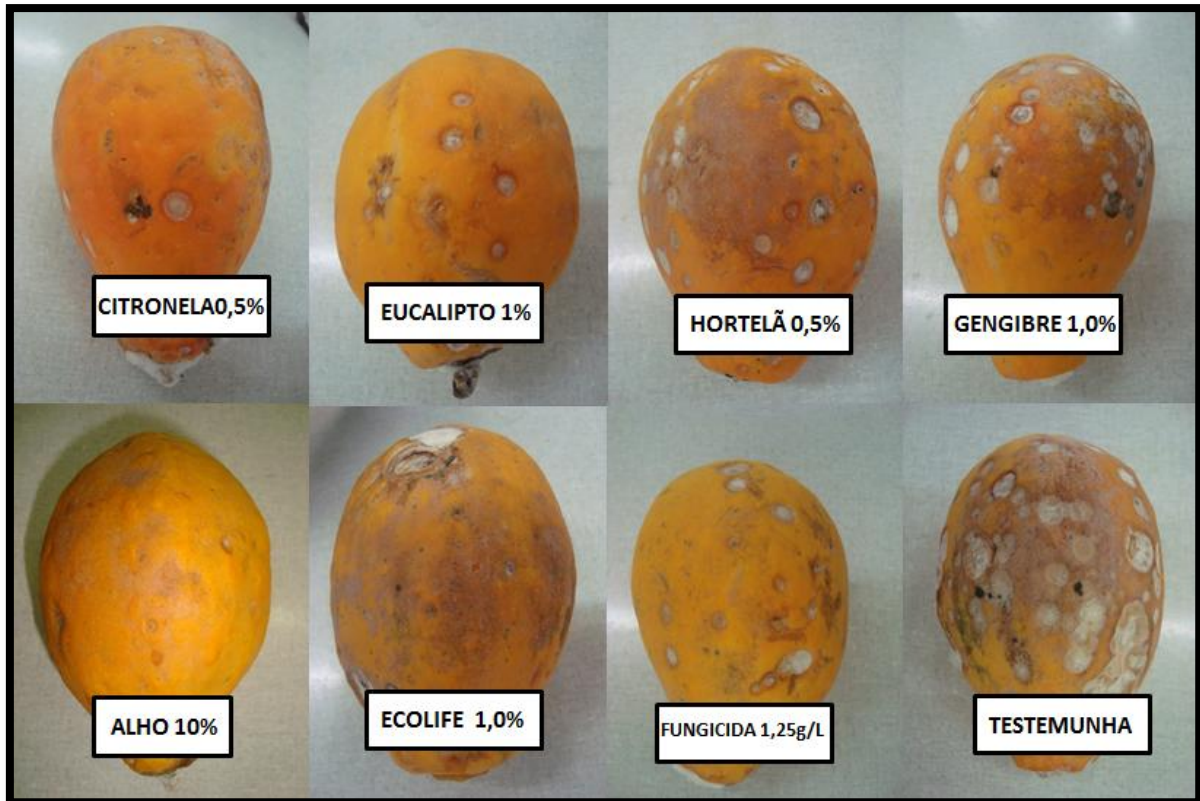 CITRONELA0,5%
EUCALIPTO 1%
HORTELÃ 0,5%
GENGIBRE 1,0%
ALHO 10%
ECOLIFE 1,0%
FUNGICIDA 1,25g/L
TESTEMUNHA